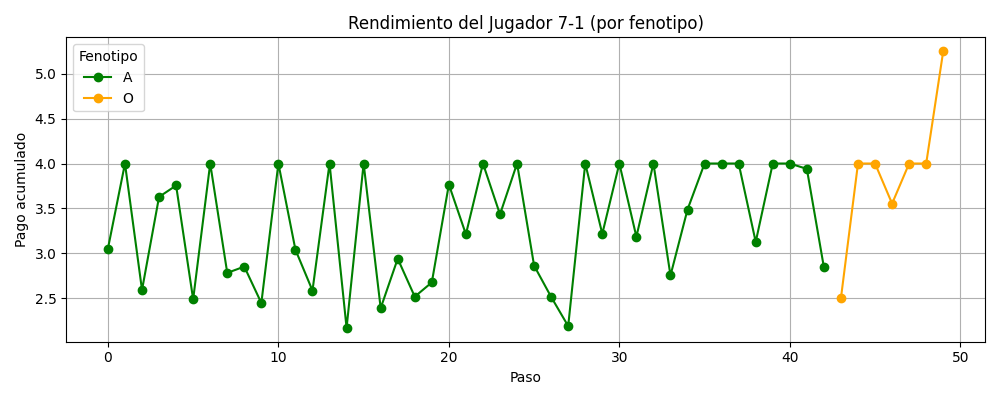 Rendimiento del Jugador 7-1 (por fenotipo)
Fenotipo
A
O
Pago acumulado
5.0
4.5
4.0
3.5
3.0
2.5
0 10 20 30 40 50
Paso